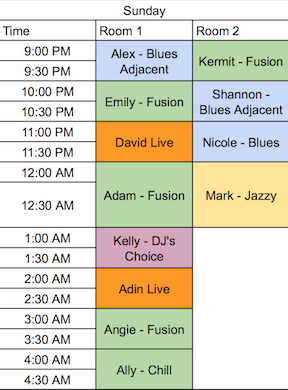 Sunday
Time Room 1 Room 2
9:00 PM Alex - Blues Adjacent Kermit - Fusion
9:30 PM
10:00 PM Emily - Fusion Shannon - Blues Adjacent
10:30 PM
11:00 PM David Live Nicole - Blues
11:30 PM
12:00 AM Adam - Fusion Mark - Jazzy
12:30 AM
1:00 AM Kelly - DJ's Choice
1:30 AM
2:00 AM Adin Live
2:30 AM
3:00 AM Angie - Fusion
3:30 AM
4:00 AM Ally - Chill
4:30 AM